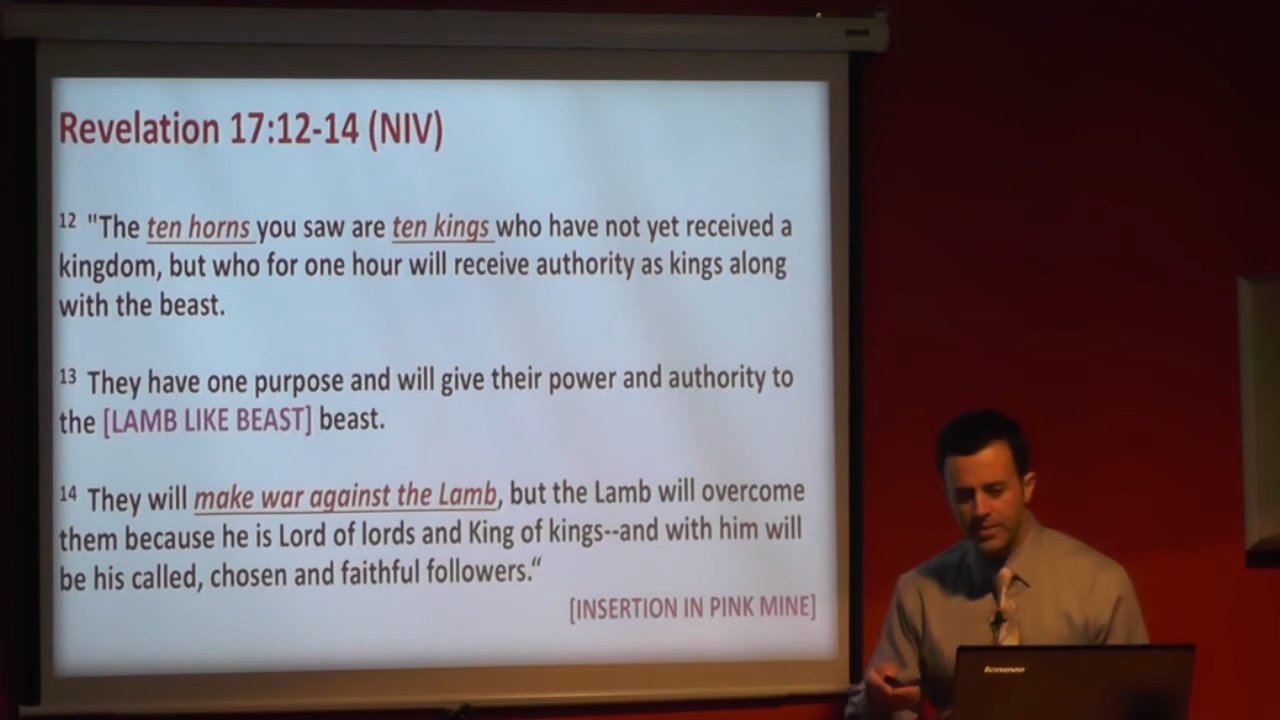 Revelation 17:12-14 (NIV)
12 "The ten horns you saw are ten kings who have not yet received a
kingdom, but who for one hour will receive authority as kings along
with the beast.
13 They have one purpose and will give their power and authority to
the [LAMB LIKE BEAST] beast.
14 They will make war against the Lamb, but the Lamb will overcome
them because he is Lord of lords and King of kings--and with him will
be his called, chosen and faithful followers.“
[INSERTION IN PINK MINE]
lenovo